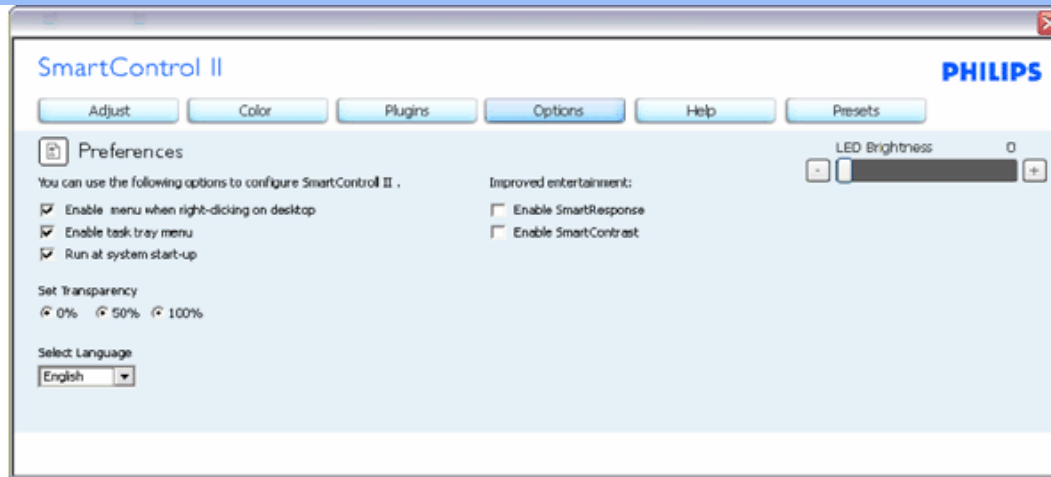 SmartControl II
PHILIPS
Adjust Color Plugins Options Help Presets
Preferences
LED Brightness 0
- +
You can use the following options to configure SmartControl II .
Improved entertainment:
Enable menu when right-clicking on desktop
Enable SmartResponse
Enable task tray menu
Enable SmartContrast
Run at system start-up
Set Transparency
0% 50% 100%
Select Language
English